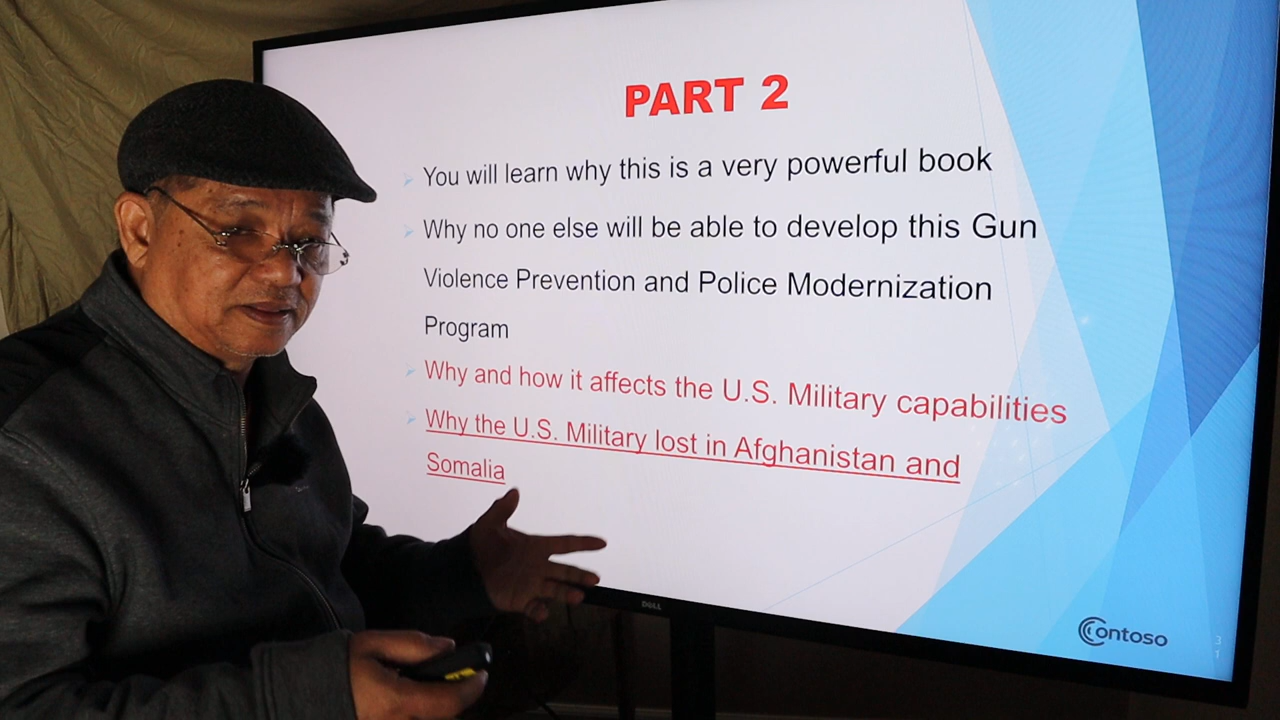 PART 2
You will learn why this is a very powerful book
Why no one else will be able to develop this Gun
Violence Prevention and Police Modernization
Program
Why and how it affects the U.S. Military capabilities
Why the U.S. Military lost in Afghanistan and
Somalia
Contoso
31
DELL